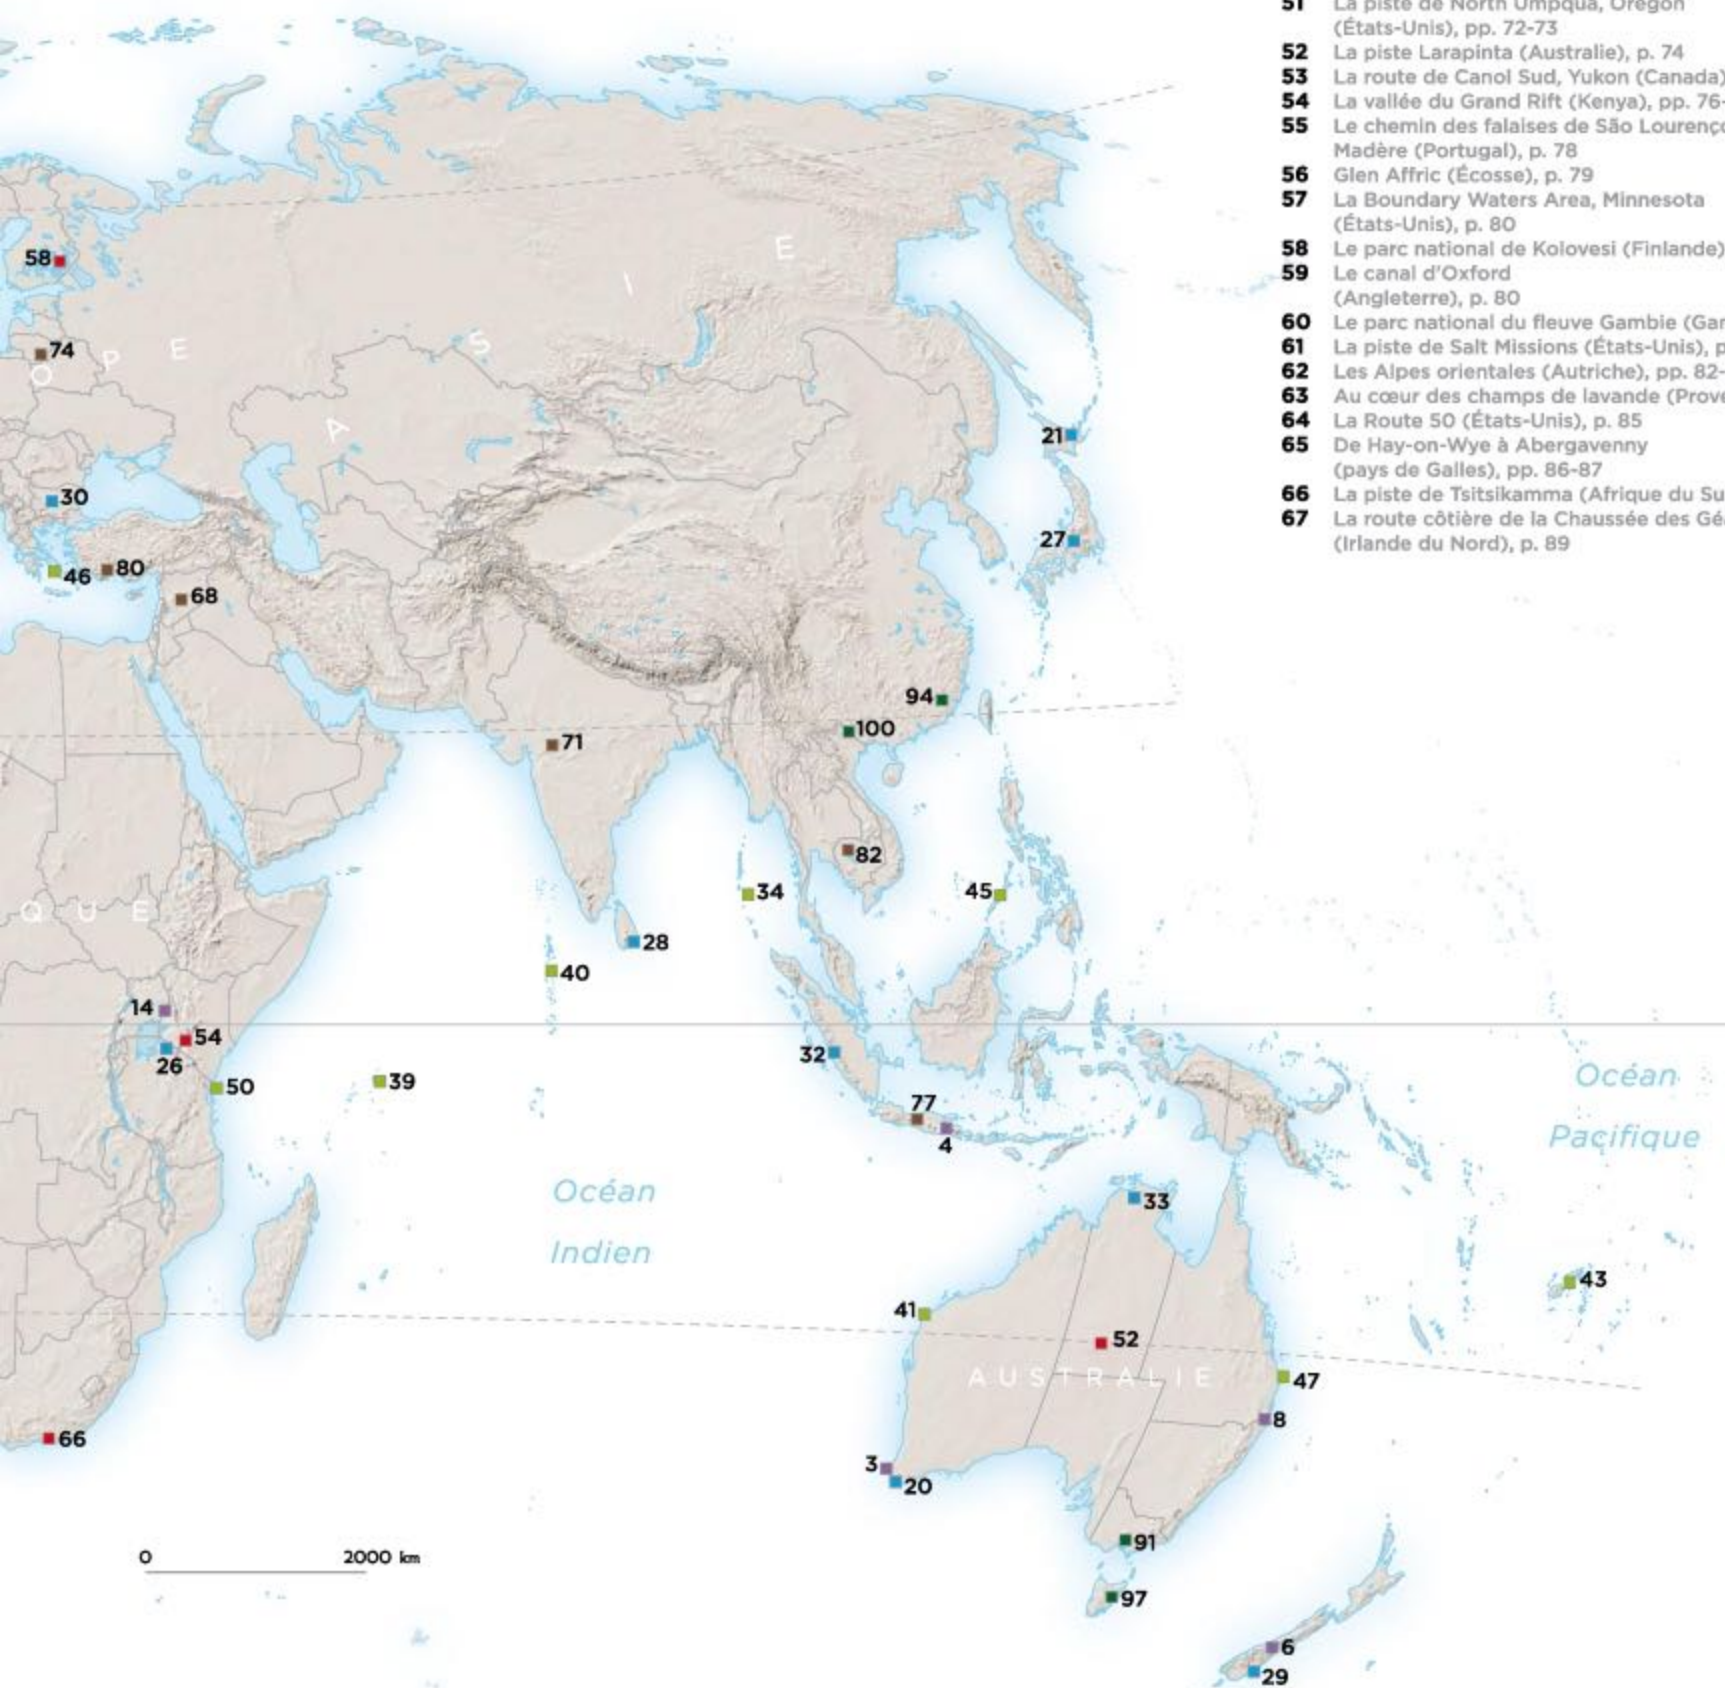 51 La piste de North Umpqua, Oregon
(États-Unis), pp. 72-73
52 La piste Larapinta (Australie), p. 74
53 La route de Canol Sud, Yukon (Canada)
54 La vallée du Grand Rift (Kenya), pp. 76-
55 Le chemin des falaises de São Lourenço
Madère (Portugal), p. 78
56 Glen Affric (Écosse), p. 79
57 La Boundary Waters Area, Minnesota
(États-Unis), p. 80
58 Le parc national de Kolovesi (Finlande)
59 Le canal d'Oxford
(Angleterre), p. 80
60 Le parc national du fleuve Gambie (Gar
61 La piste de Salt Missions (États-Unis), p
62 Les Alpes orientales (Autriche), pp. 82-
63 Au cœur des champs de lavande (Prove
64 La Route 50 (États-Unis), p. 85
65 De Hay-on-Wye à Abergavenny
(pays de Galles), pp. 86-87
66 La piste de Tsitsikamma (Afrique du Su
67 La route côtière de la Chaussée des Gé
(Irlande du Nord), p. 89
58
74
O P E
A S I E
21
30
27
46
80
68
94
100
71
82
34
45
Q U E
28
40
14
54
26
32
50
39
Océan
Pacifique
77
4
Océan
Indien
33
43
41
52
AUSTRALIE
47
8
66
3
20
91
0 2000 km
97
6
29